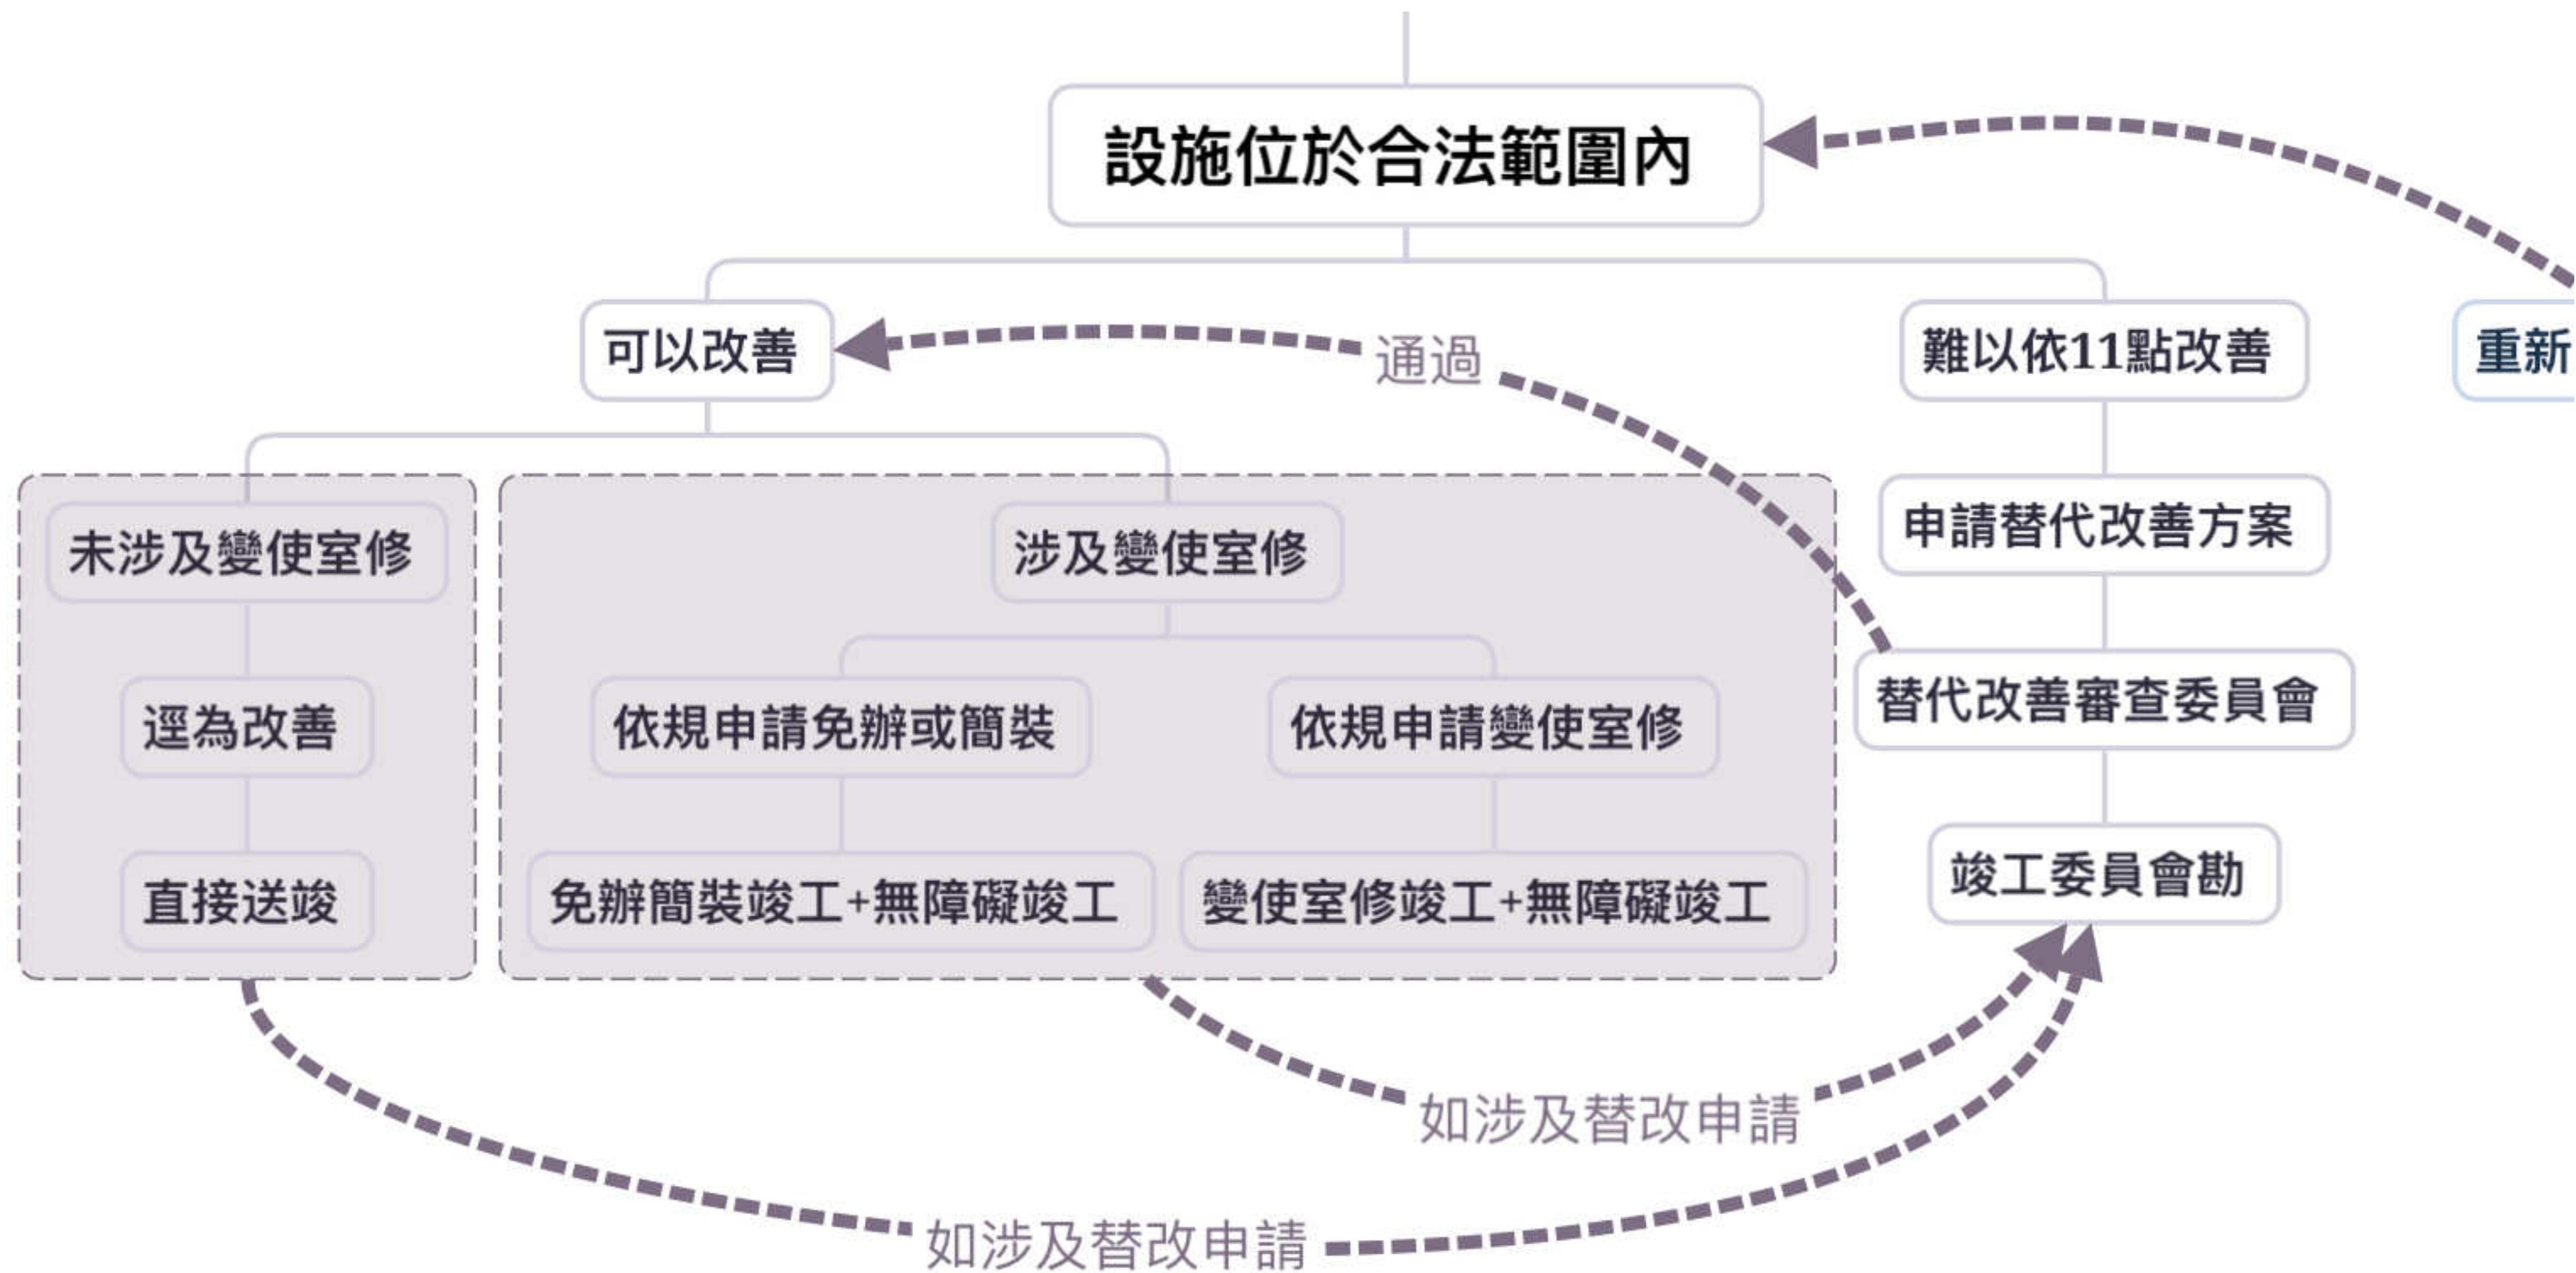 設施位於合法範圍內
可以改善
通過
難以依11點改善
重新
未涉及變使室修
涉及變使室修
申請替代改善方案
逕為改善
依規申請免辦或簡裝
依規申請變使室修
替代改善審查委員會
直接送竣
免辦簡裝竣工+無障礙竣工
變使室修竣工+無障礙竣工
竣工委員會勘
如涉及替改申請
如涉及替改申請